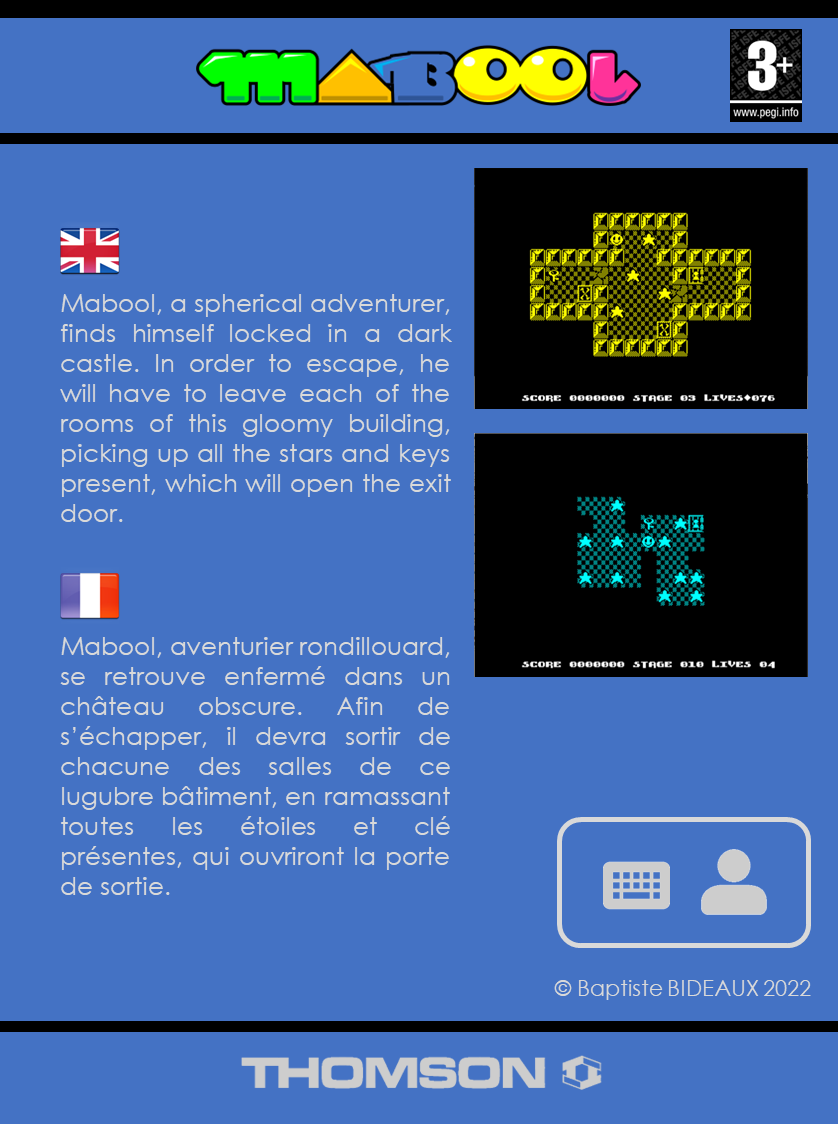 MABOOL
3+
www.pegi.info
Mabool, a spherical adventurer,
finds himself locked in a dark
castle. In order to escape, he
will have to leave each of the
rooms of this gloomy building,
picking up all the stars and keys
present, which will open the exit
door.
SCORE 0000000 STAGE 03 LIVES♦076
SCORE 0000000 STAGE 010 LIVES 04
Mabool, aventurier rondillouard,
se retrouve enfermé dans un
château obscure. Afin de
s'échapper, il devra sortir de
chacune des salles de ce
lugubre bâtiment, en ramassant
toutes les étoiles et clé
présentes, qui ouvriront la porte
de sortie.
© Baptiste BIDEAUX 2022
THOMSON